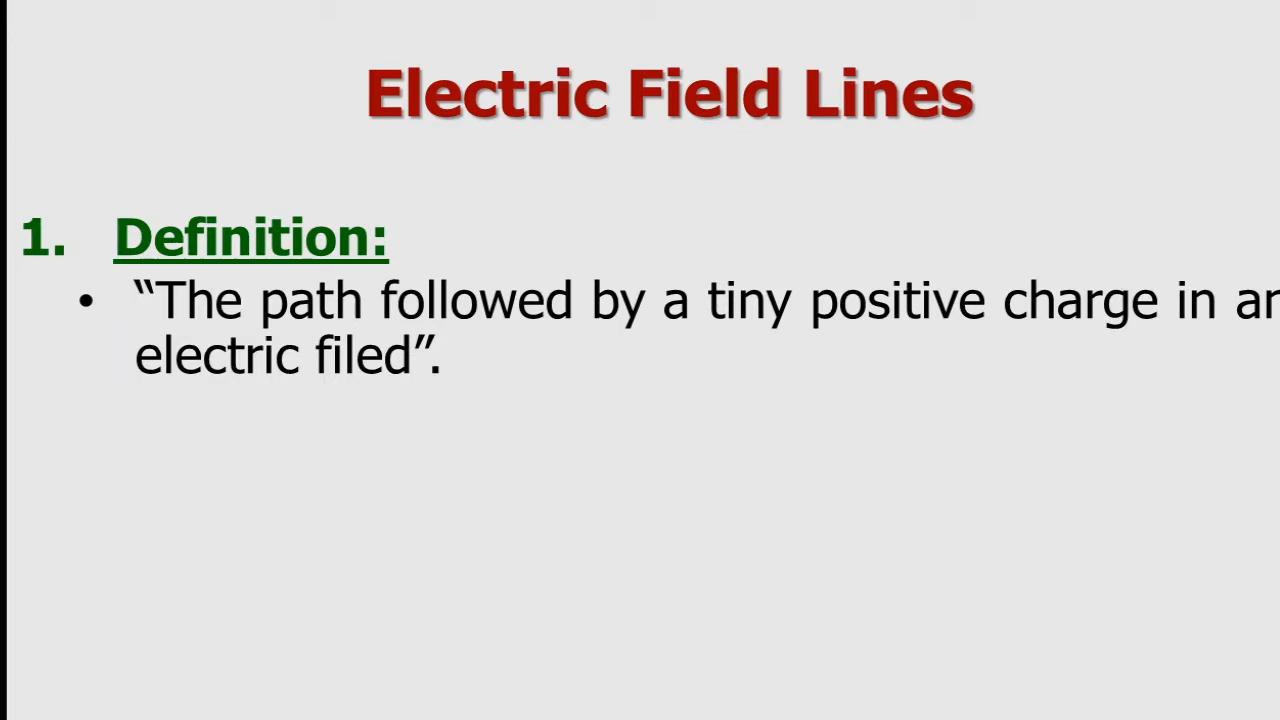 Electric Field Lines
1. Definition:
• “The path followed by a tiny positive charge in an
electric filed”.